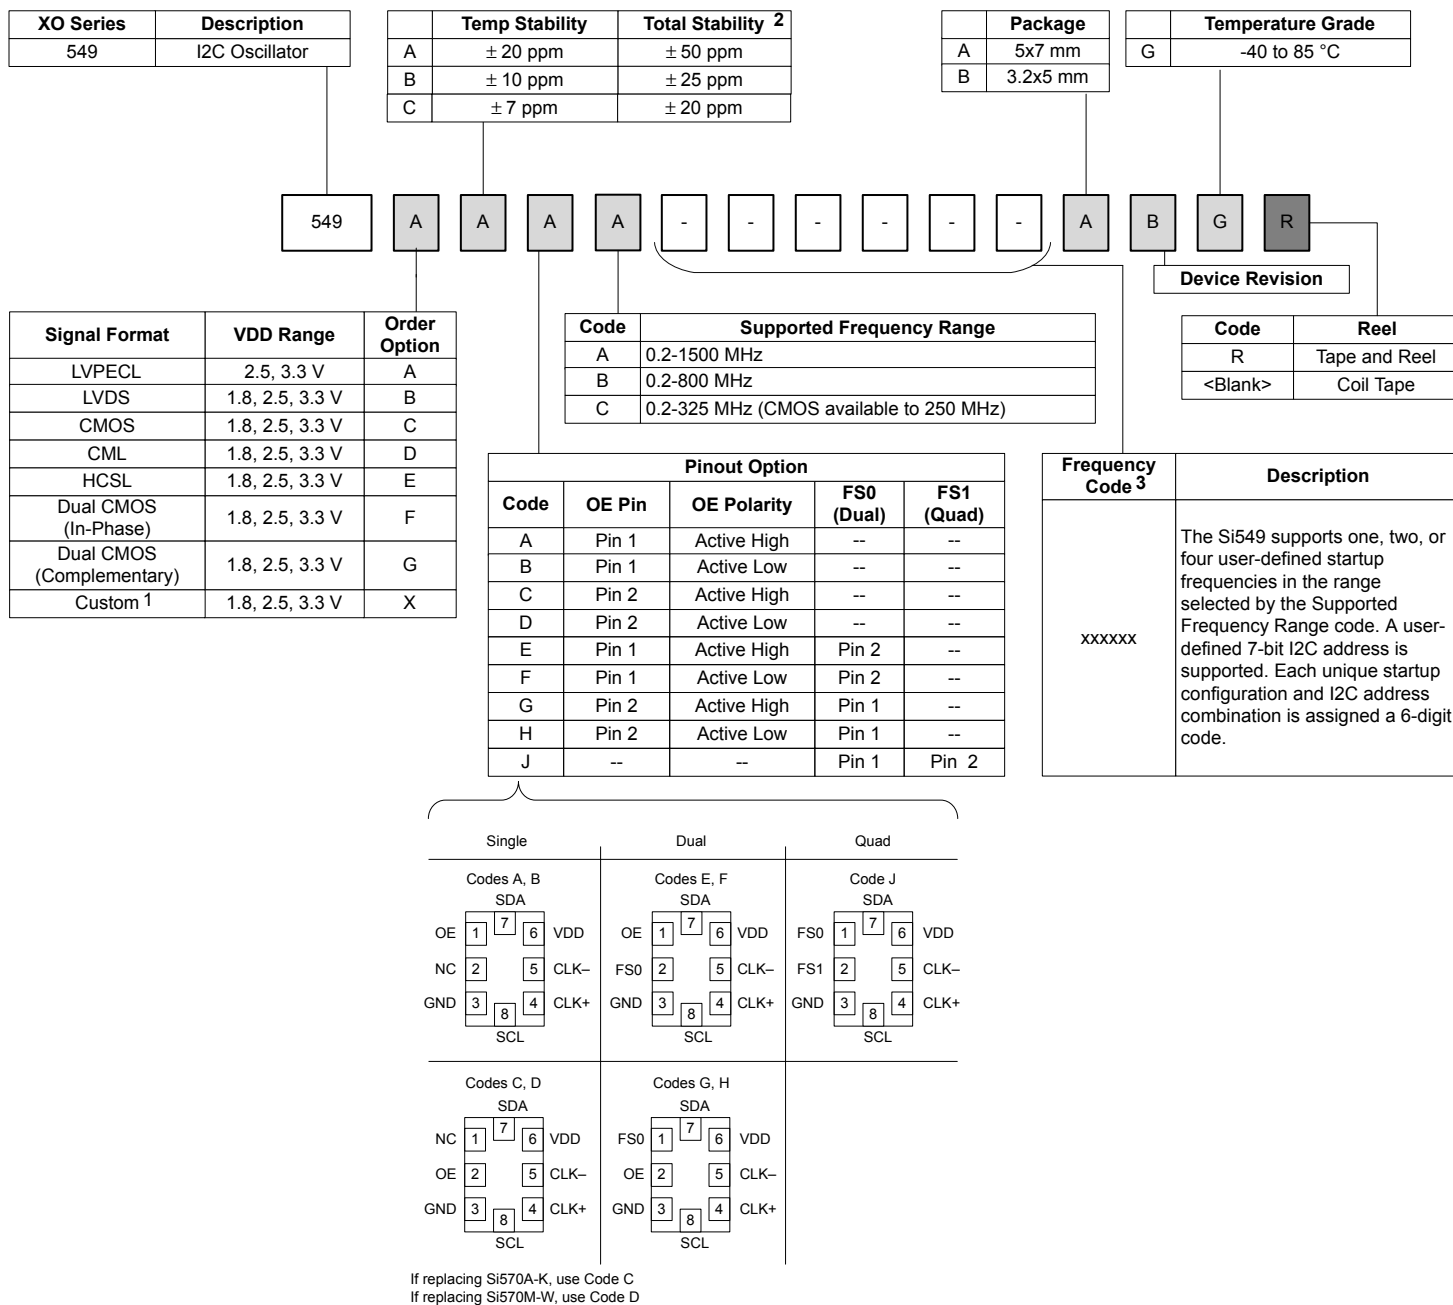 XO Series Description
549 I2C Oscillator
Temp Stability Total Stability 2
A ± 20 ppm ± 50 ppm
B ± 10 ppm ± 25 ppm
C ± 7 ppm ± 20 ppm
Package
A 5x7 mm
B 3.2x5 mm
Temperature Grade
G -40 to 85 °C
549 A A A A - - - - - - A B G R
Device Revision
Signal Format VDD Range Order
Option
LVPECL 2.5, 3.3 V A
LVDS 1.8, 2.5, 3.3 V B
CMOS 1.8, 2.5, 3.3 V C
CML 1.8, 2.5, 3.3 V D
HCSL 1.8, 2.5, 3.3 V E
Dual CMOS
(In-Phase) 1.8, 2.5, 3.3 V F
Dual CMOS
(Complementary) 1.8, 2.5, 3.3 V G
Custom 1 1.8, 2.5, 3.3 V X
Code Supported Frequency Range
A 0.2-1500 MHz
B 0.2-800 MHz
C 0.2-325 MHz (CMOS available to 250 MHz)
Code Reel
R Tape and Reel
<Blank> Coil Tape
Pinout Option
Code OE Pin OE Polarity FS0
(Dual) FS1
(Quad)
A Pin 1 Active High -- --
B Pin 1 Active Low -- --
C Pin 2 Active High -- --
D Pin 2 Active Low -- --
E Pin 1 Active High Pin 2 --
F Pin 1 Active Low Pin 2 --
G Pin 2 Active High Pin 1 --
H Pin 2 Active Low Pin 1 --
J -- -- Pin 1 Pin 2
Frequency
Code 3 Description
xxxxxx
The Si549 supports one, two, or
four user-defined startup
frequencies in the range
selected by the Supported
Frequency Range code. A user-
defined 7-bit I2C address is
supported. Each unique startup
configuration and I2C address
combination is assigned a 6-digit
code.
Single Dual Quad
Codes A, B
SDA
OE 1 7 6 VDD
NC 2 5 CLK–
GND 3 8 4 CLK+
SCL
Codes E, F
SDA
OE 1 7 6 VDD
FS0 2 5 CLK–
GND 3 8 4 CLK+
SCL
Code J
SDA
FS0 1 7 6 VDD
FS1 2 5 CLK–
GND 3 8 4 CLK+
SCL
Codes C, D
SDA
NC 1 7 6 VDD
OE 2 5 CLK–
GND 3 8 4 CLK+
SCL
Codes G, H
SDA
FS0 1 7 6 VDD
OE 2 5 CLK–
GND 3 8 4 CLK+
SCL
If replacing Si570A-K, use Code C
If replacing Si570M-W, use Code D